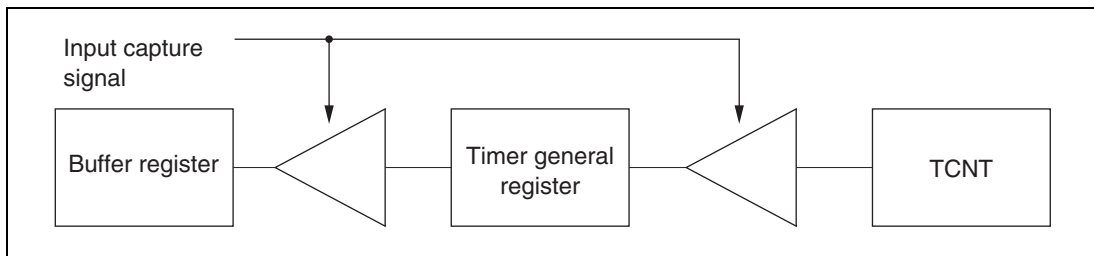 Input capture
signal
Buffer register
Timer general
register
TCNT